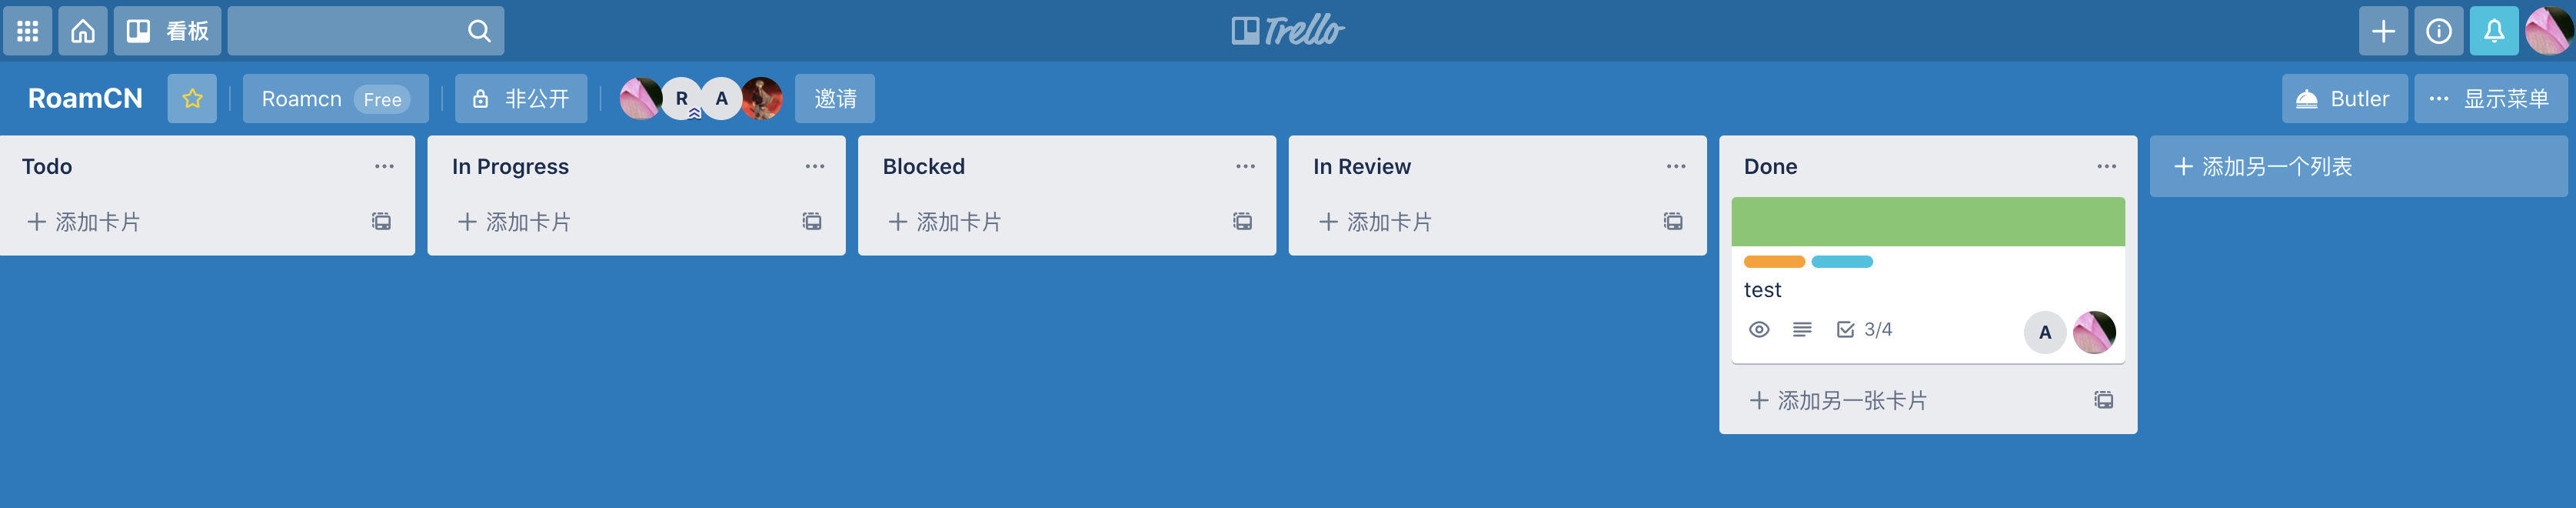 看板
Trello
RoamCN
Roamcn Free
非公开
R A
邀请
Butler
显示菜单
Todo
添加卡片
In Progress
添加卡片
Blocked
添加卡片
In Review
添加卡片
Done
test
3/4
A
添加另一张卡片
添加另一个列表